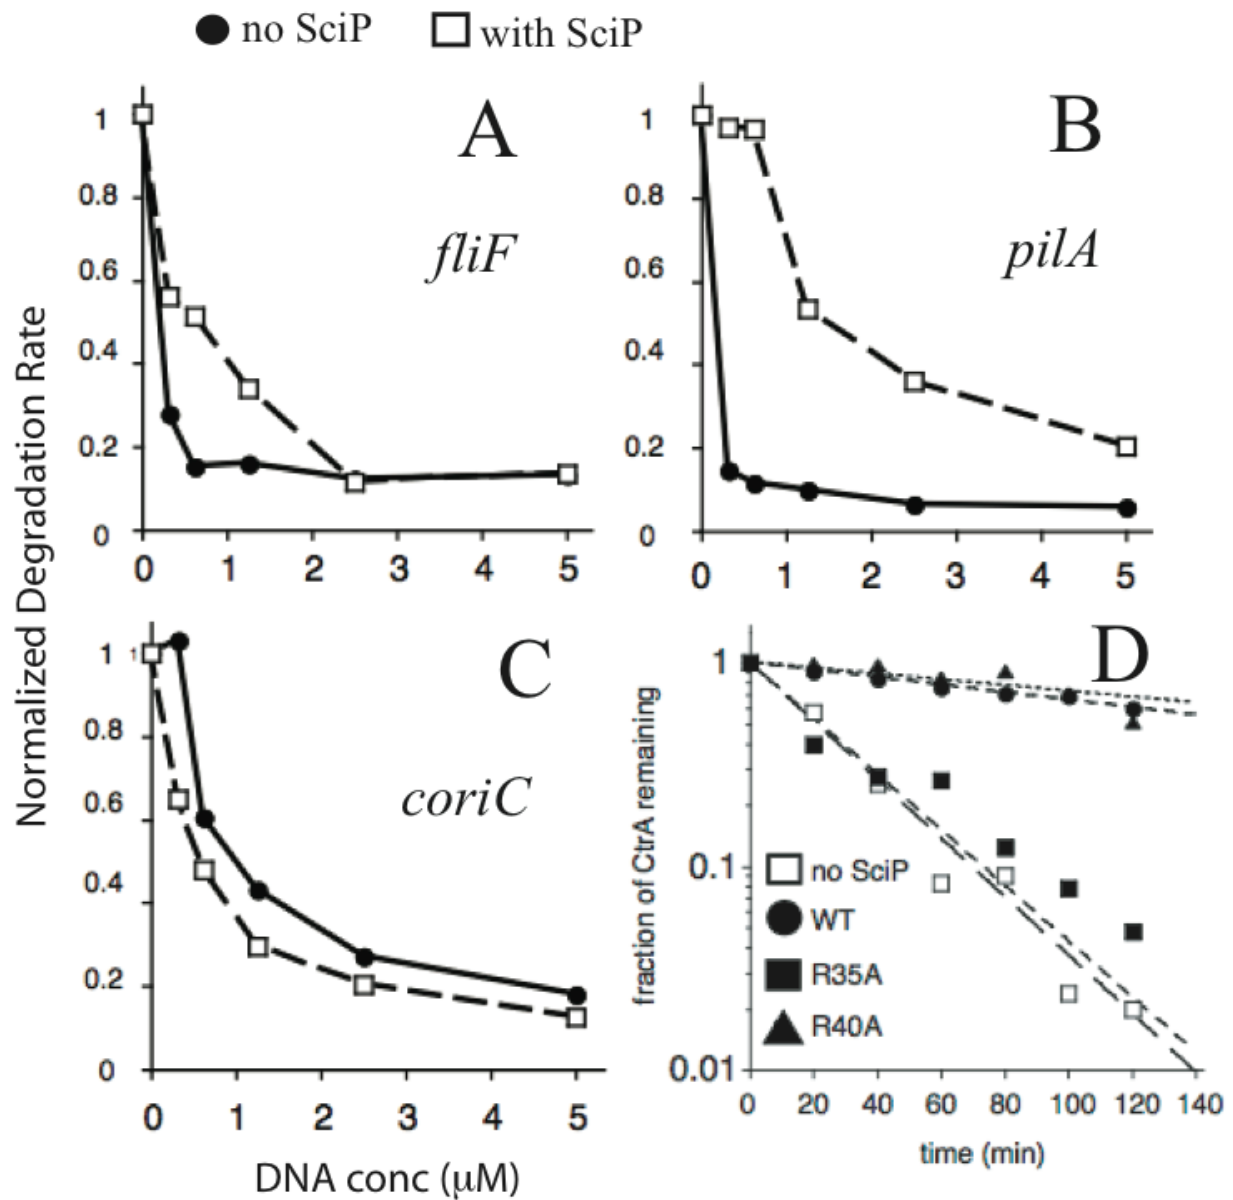 no SciP with SciP
A
fliF
1
0.8
0.6
0.4
0.2
0
0 1 2 3 4 5
B
pilA
1
0.8
0.6
0.4
0.2
0
0 1 2 3 4 5
Normalized Degradation Rate
C
coriC
1 1
0.8
0.6
0.4
0.2
0
0 1 2 3 4 5
DNA conc (μM)
D
fraction of CtrA remaining
1
0.1
0.01
no SciP
WT
R35A
R40A
0 20 40 60 80 100 120 140
time (min)